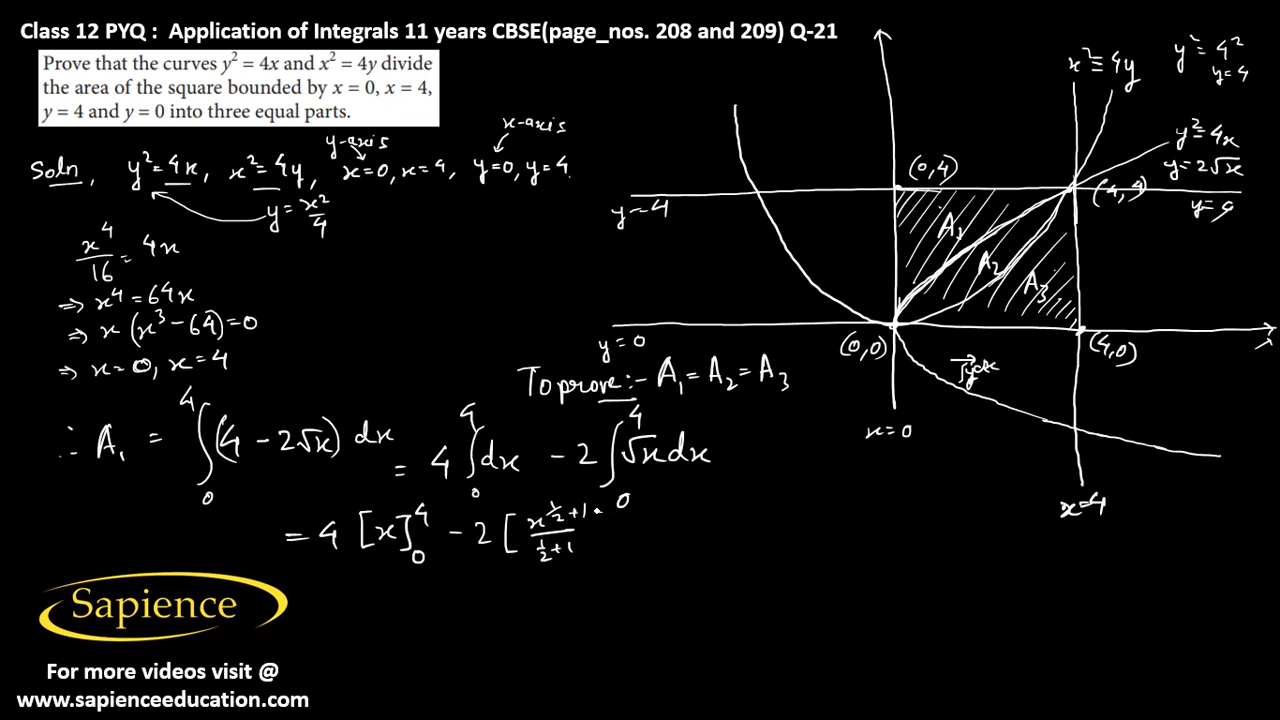 Class 12 PYQ : Application of Integrals 11 years CBSE(page_nos. 208 and 209) Q-21
Prove that the curves y² = 4x and x² = 4y divide
the area of the square bounded by x = 0, x = 4,
y = 4 and y = 0 into three equal parts.
y-axis
x-axis
Soln, y²=4x, x²=4y, x=0, x=4, y=0, y=4.
y = x²/4
x⁴/16 = 4x
⇒ x⁴ = 64x
⇒ x(x³-64)=0
⇒ x=0, x=4
To prove:- A₁ = A₂ = A₃
∴ A₁ = ∫₀⁴ (4 - 2√x) dx = 4 ∫₀⁴ dx - 2 ∫₀⁴ √x dx
= 4 [x]₀⁴ - 2 [ x^(1/2+1) / (1/2+1)
x² = 4y
y² = 4²
y=4
y² = 4x
y = 2√x
(0,4)
(4,4)
y=4
y=4
A₁
A₂
A₃
y=0
(0,0)
(4,0)
∫ydx
x=0
x=4
Sapience
For more videos visit @
www.sapienceeducation.com